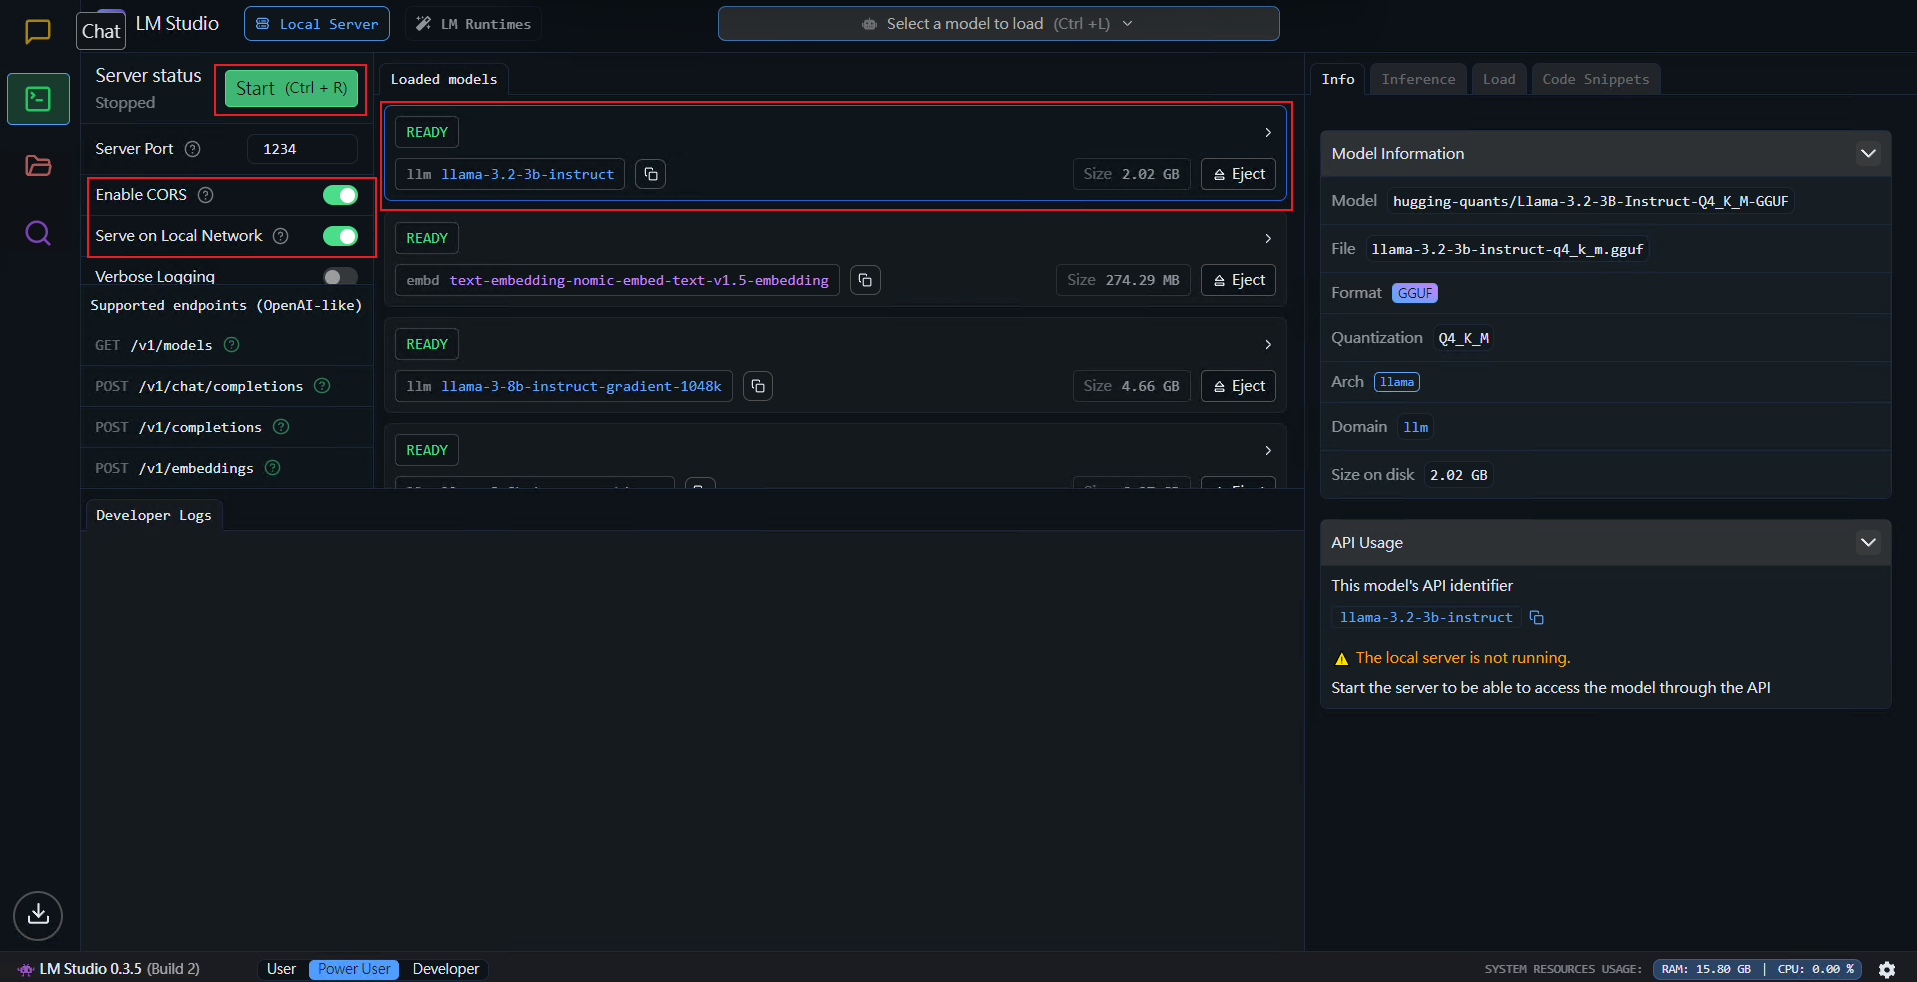 Chat
LM Studio
Local Server
LM Runtimes
Select a model to load (Ctrl +L)
Server status
Stopped
Start (Ctrl + R)
Server Port
1234
Enable CORS
Serve on Local Network
Verbose Logging
Supported endpoints (OpenAI-like)
GET /v1/models
POST /v1/chat/completions
POST /v1/completions
POST /v1/embeddings
Loaded models
READY
llm llama-3.2-3b-instruct
Size 2.02 GB
Eject
READY
embd text-embedding-nomic-embed-text-v1.5-embedding
Size 274.29 MB
Eject
READY
llm llama-3-8b-instruct-gradient-1048k
Size 4.66 GB
Eject
READY
Developer Logs
Info
Inference
Load
Code Snippets
Model Information
Model hugging-quants/Llama-3.2-3B-Instruct-Q4_K_M-GGUF
File llama-3.2-3b-instruct-q4_k_m.gguf
Format GGUF
Quantization Q4_K_M
Arch llama
Domain llm
Size on disk 2.02 GB
API Usage
This model's API identifier
llama-3.2-3b-instruct
The local server is not running.
Start the server to be able to access the model through the API
LM Studio 0.3.5 (Build 2)
User
Power User
Developer
SYSTEM RESOURCES USAGE:
RAM: 15.80 GB | CPU: 0.00 %